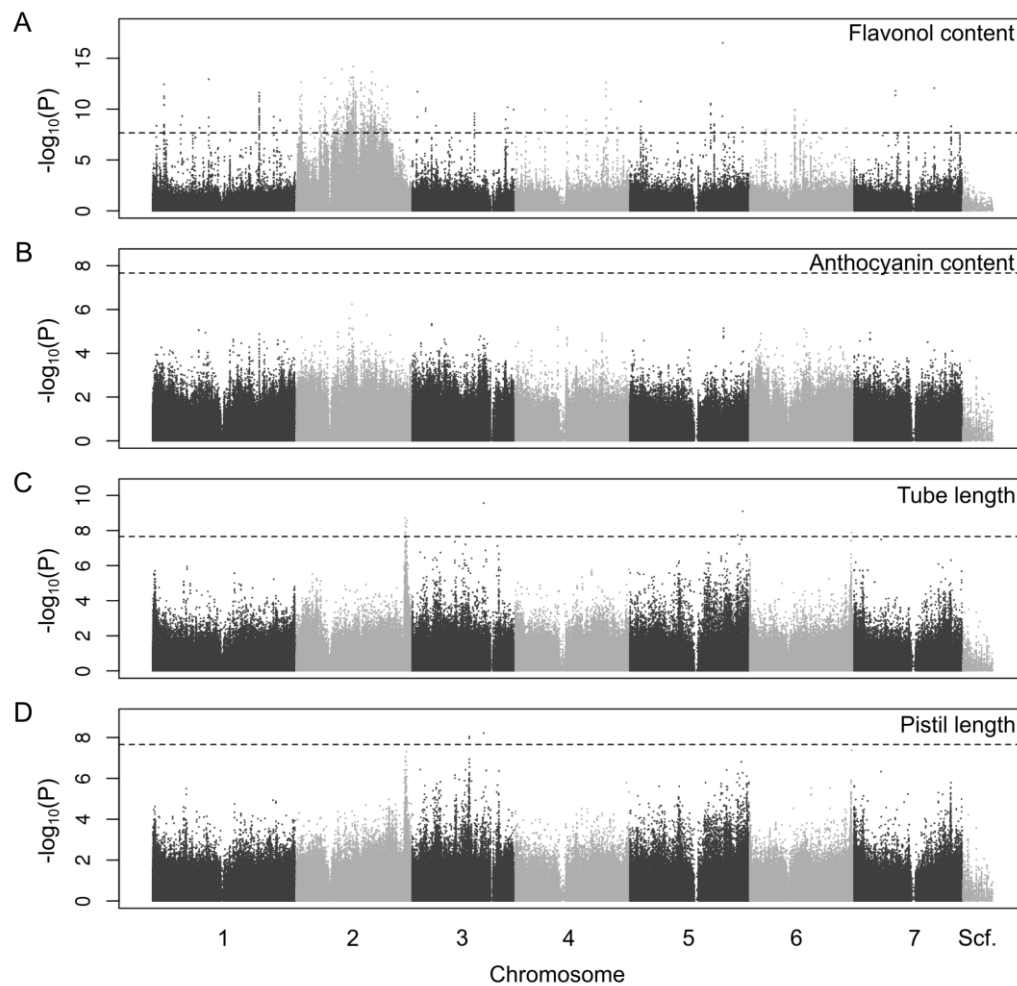 A
Flavonol content
-log10(P)
15
10
5
0
B
Anthocyanin content
-log10(P)
8
6
4
2
0
C
Tube length
-log10(P)
10
8
6
4
2
0
D
Pistil length
-log10(P)
8
6
4
2
0
1 2 3 4 5 6 7 Scf.
Chromosome